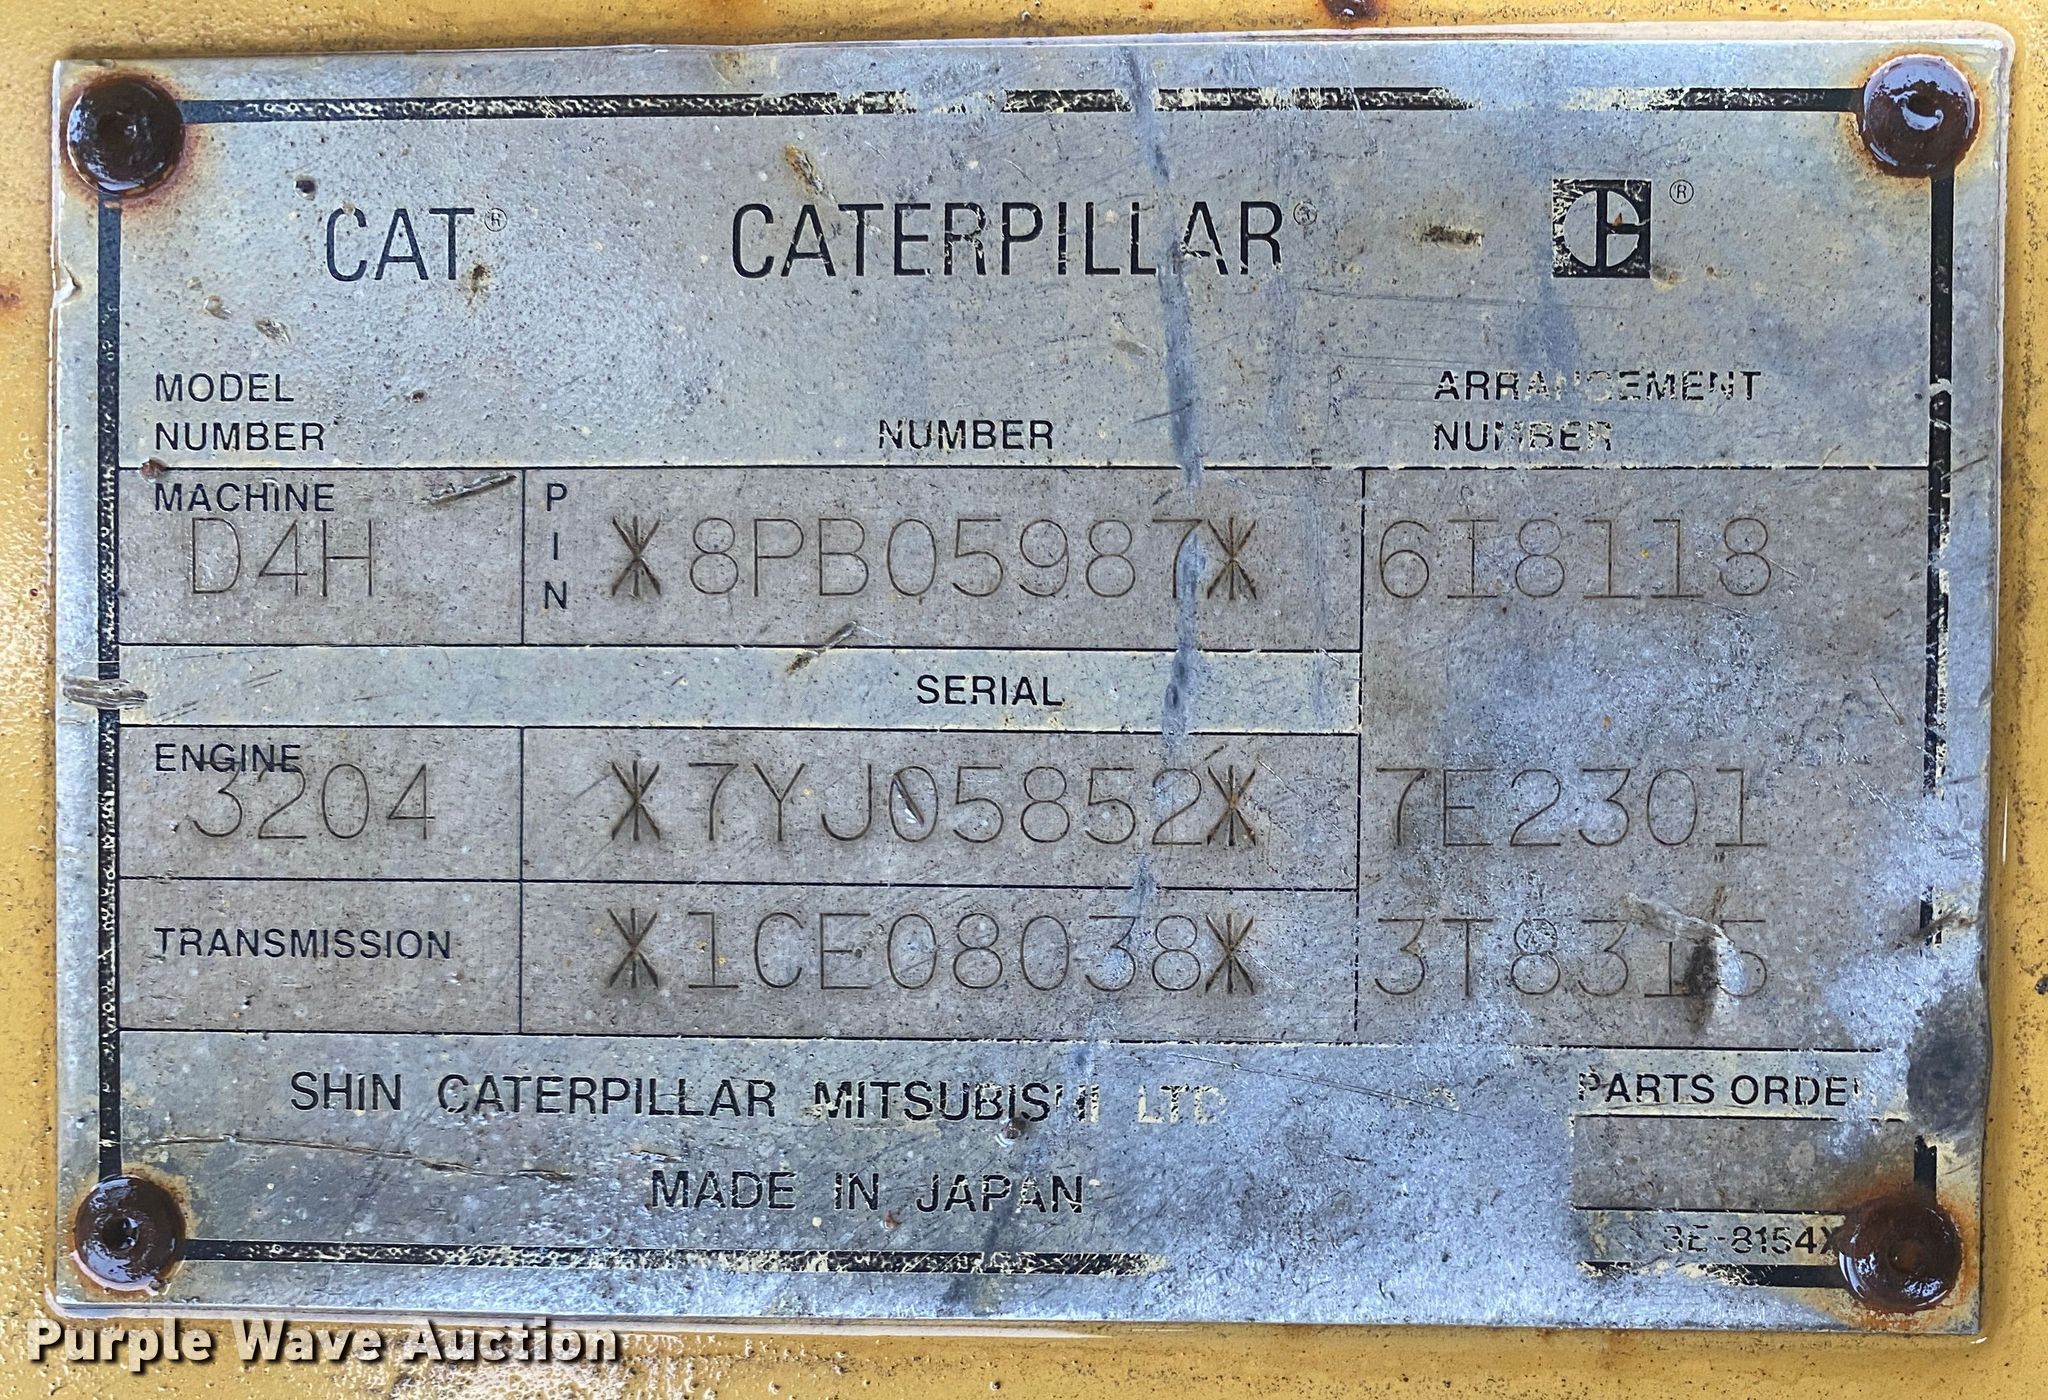 CAT® CATERPILLAR® ®
MODEL NUMBER NUMBER ARRANGEMENT NUMBER
MACHINE
D4H PIN *8PB05987* 6I8118
SERIAL
ENGINE
3204 *7YJ05852* 7E2301
TRANSMISSION *1CE08038* 3T8315
SHIN CATERPILLAR MITSUBISHI LTD PARTS ORDER
MADE IN JAPAN
3E-8154X
Purple Wave Auction